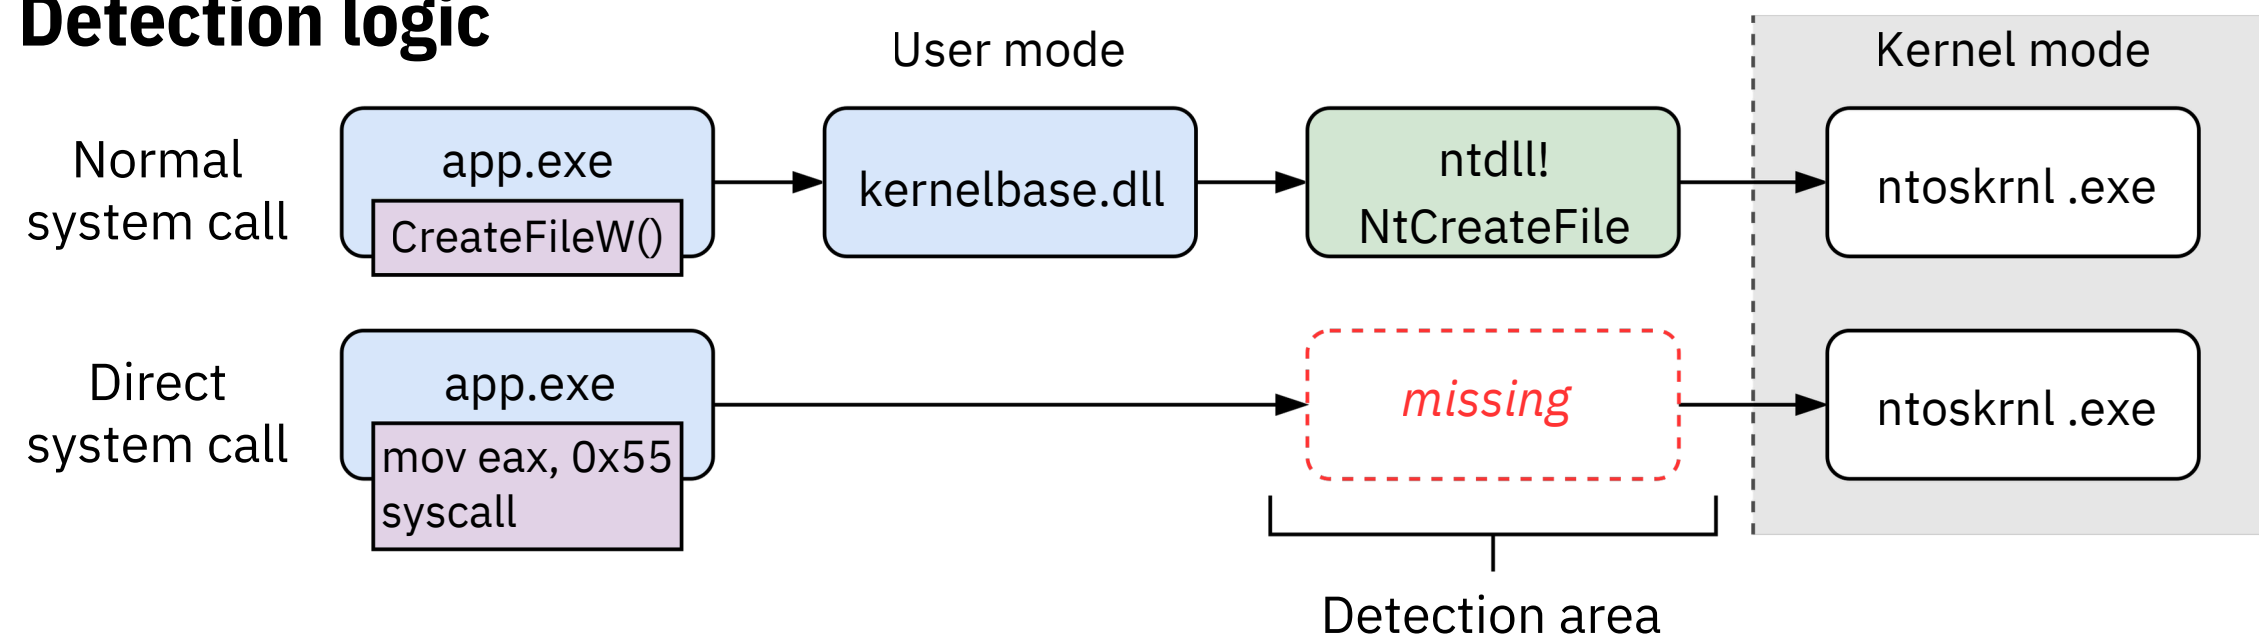 Detection logic
User mode
Kernel mode
Normal
system call
app.exe
CreateFileW()
kernelbase.dll
ntdll!
NtCreateFile
ntoskrnl .exe
Direct
system call
app.exe
mov eax, 0x55
syscall
missing
ntoskrnl .exe
Detection area